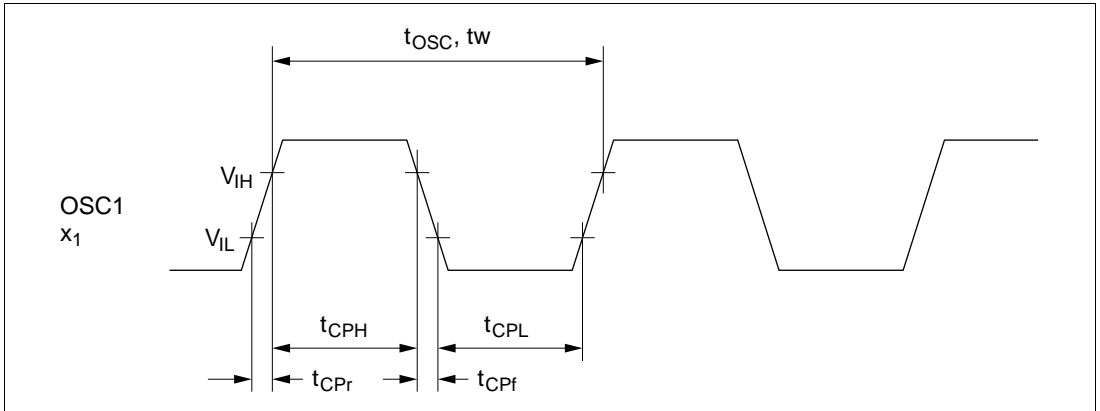 tOSC, tw
VIH
OSC1
x1
VIL
tCPH
tCPL
tCPr
tCPf